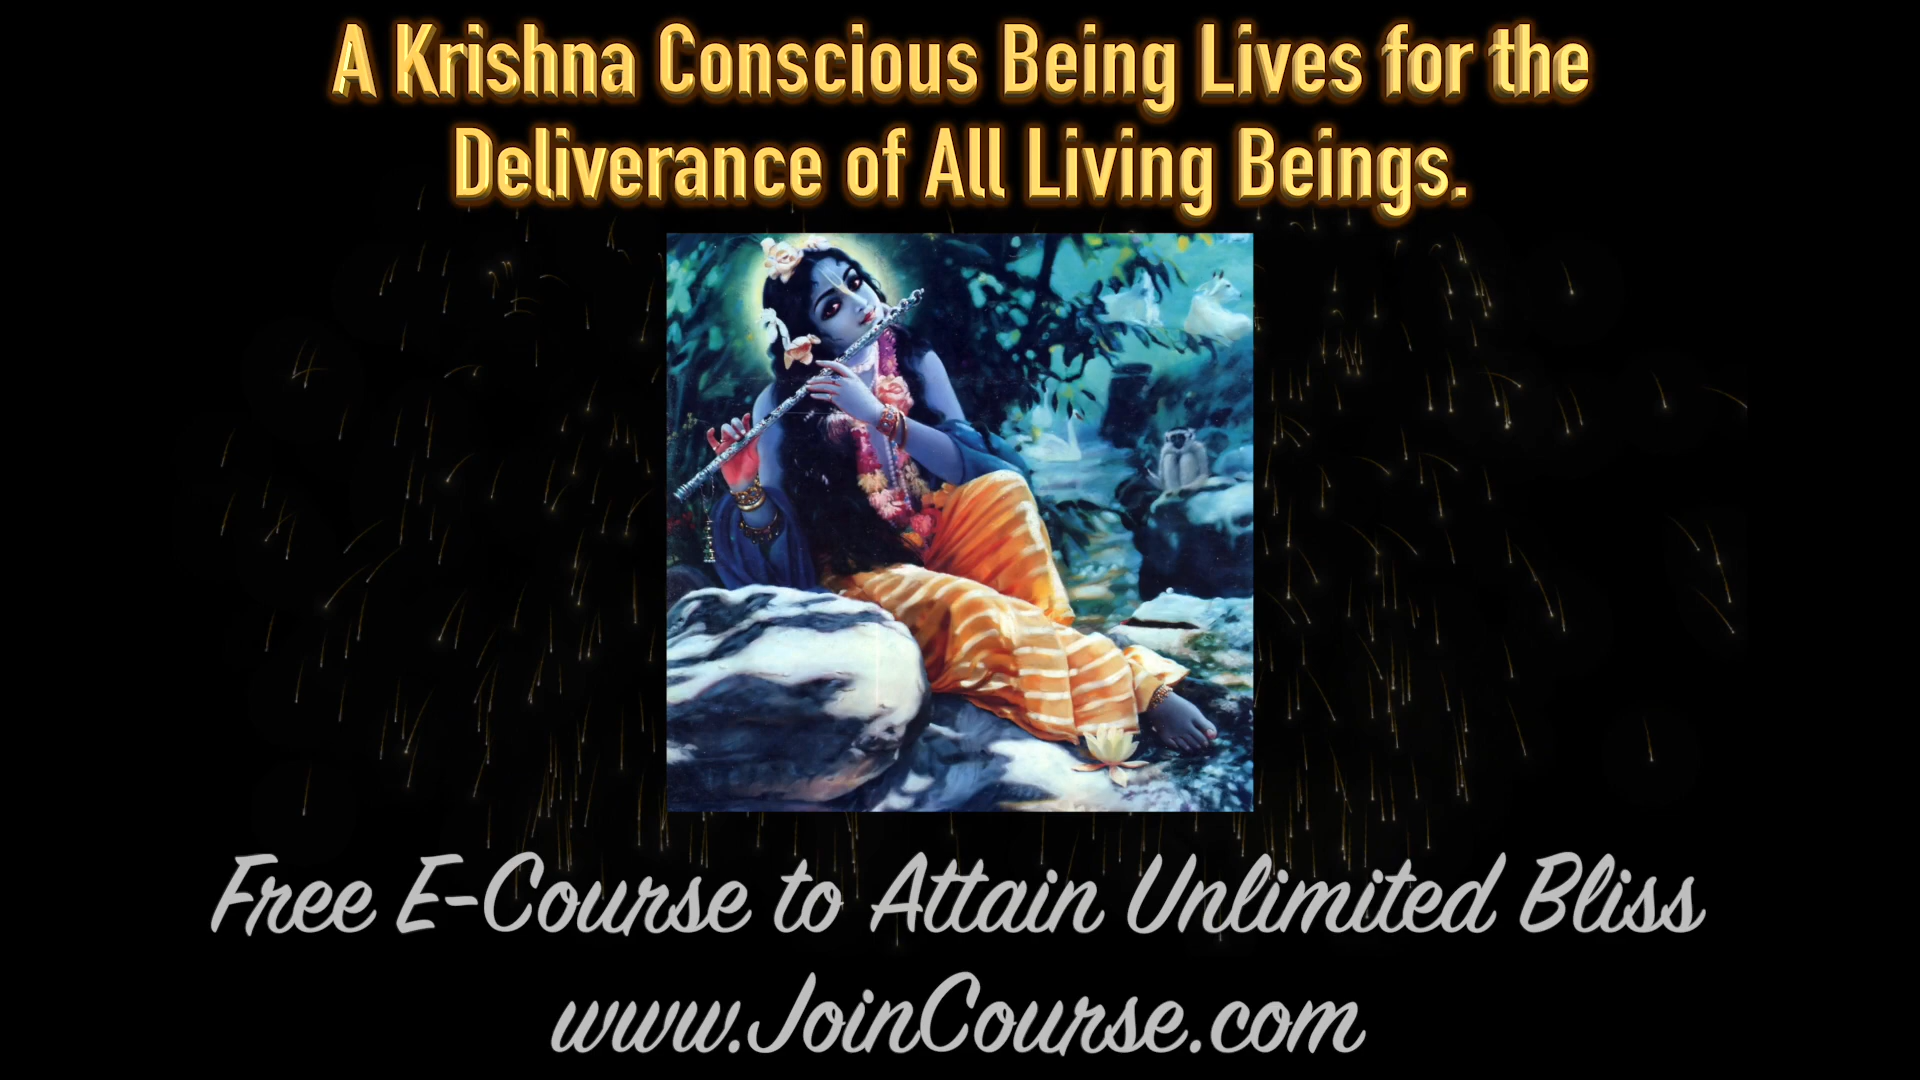 A Krishna Conscious Being Lives for the
Deliverance of All Living Beings.
Free E-Course to Attain Unlimited Bliss
www.JoinCourse.com